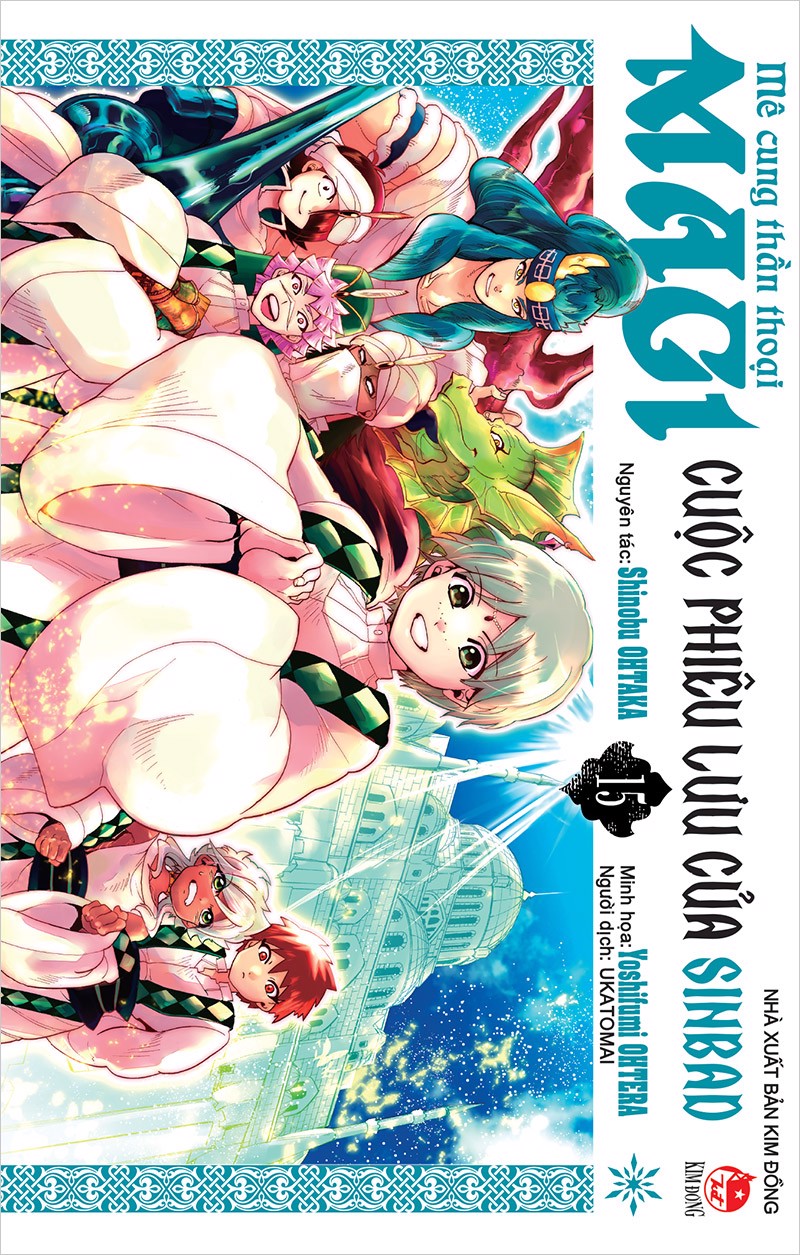 NHÀ XUẤT BẢN KIM ĐỒNG
Mê cung thần thoại
MAGI
CUỘC PHIÊU LƯU CỦA SINBAD
Nguyên tác: Shinobu OHTAKA
15
Minh họa: Yoshifumi OHTERA
Người dịch: UKATOMAI
Kđ
KIM ĐỒNG